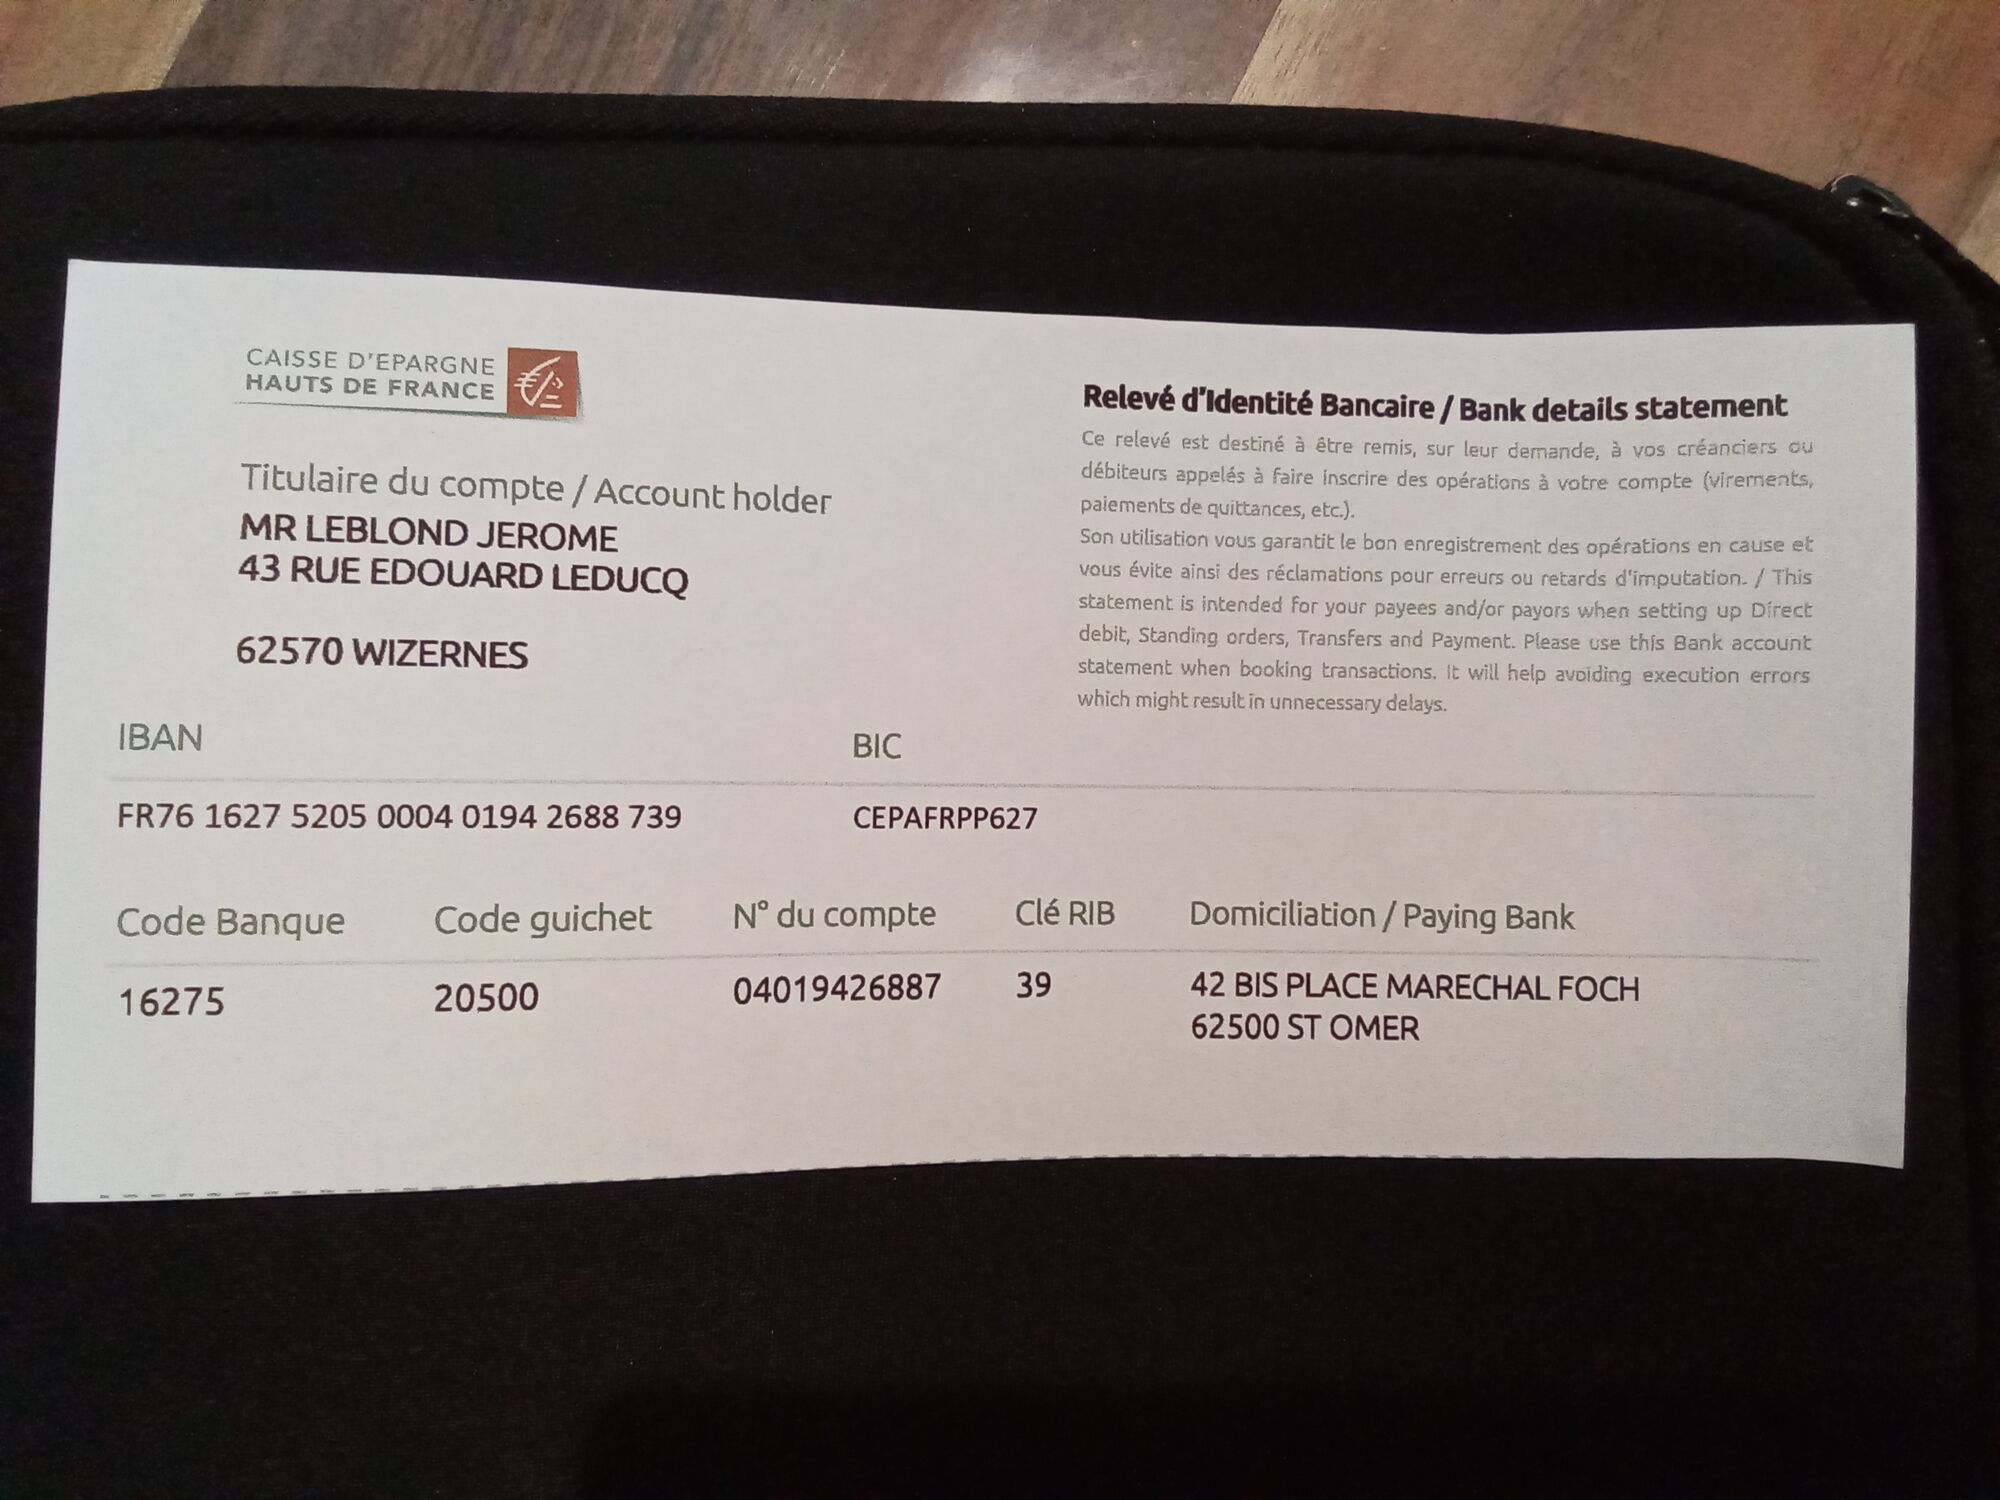 CAISSE D'EPARGNE
HAUTS DE FRANCE
Titulaire du compte / Account holder
MR LEBLOND JEROME
43 RUE EDOUARD LEDUCQ
62570 WIZERNES
Relevé d'Identité Bancaire / Bank details statement
Ce relevé est destiné à être remis, sur leur demande, à vos créanciers ou
débiteurs appelés à faire inscrire des opérations à votre compte (virements,
paiements de quittances, etc.).
Son utilisation vous garantit le bon enregistrement des opérations en cause et
vous évite ainsi des réclamations pour erreurs ou retards d'imputation. / This
statement is intended for your payees and/or payors when setting up Direct
debit, Standing orders, Transfers and Payment. Please use this Bank account
statement when booking transactions. It will help avoiding execution errors
which might result in unnecessary delays.
IBAN BIC
FR76 1627 5205 0004 0194 2688 739 CEPAFRPP627
Code Banque Code guichet N° du compte Clé RIB Domiciliation / Paying Bank
16275 20500 04019426887 39 42 BIS PLACE MARECHAL FOCH
62500 ST OMER